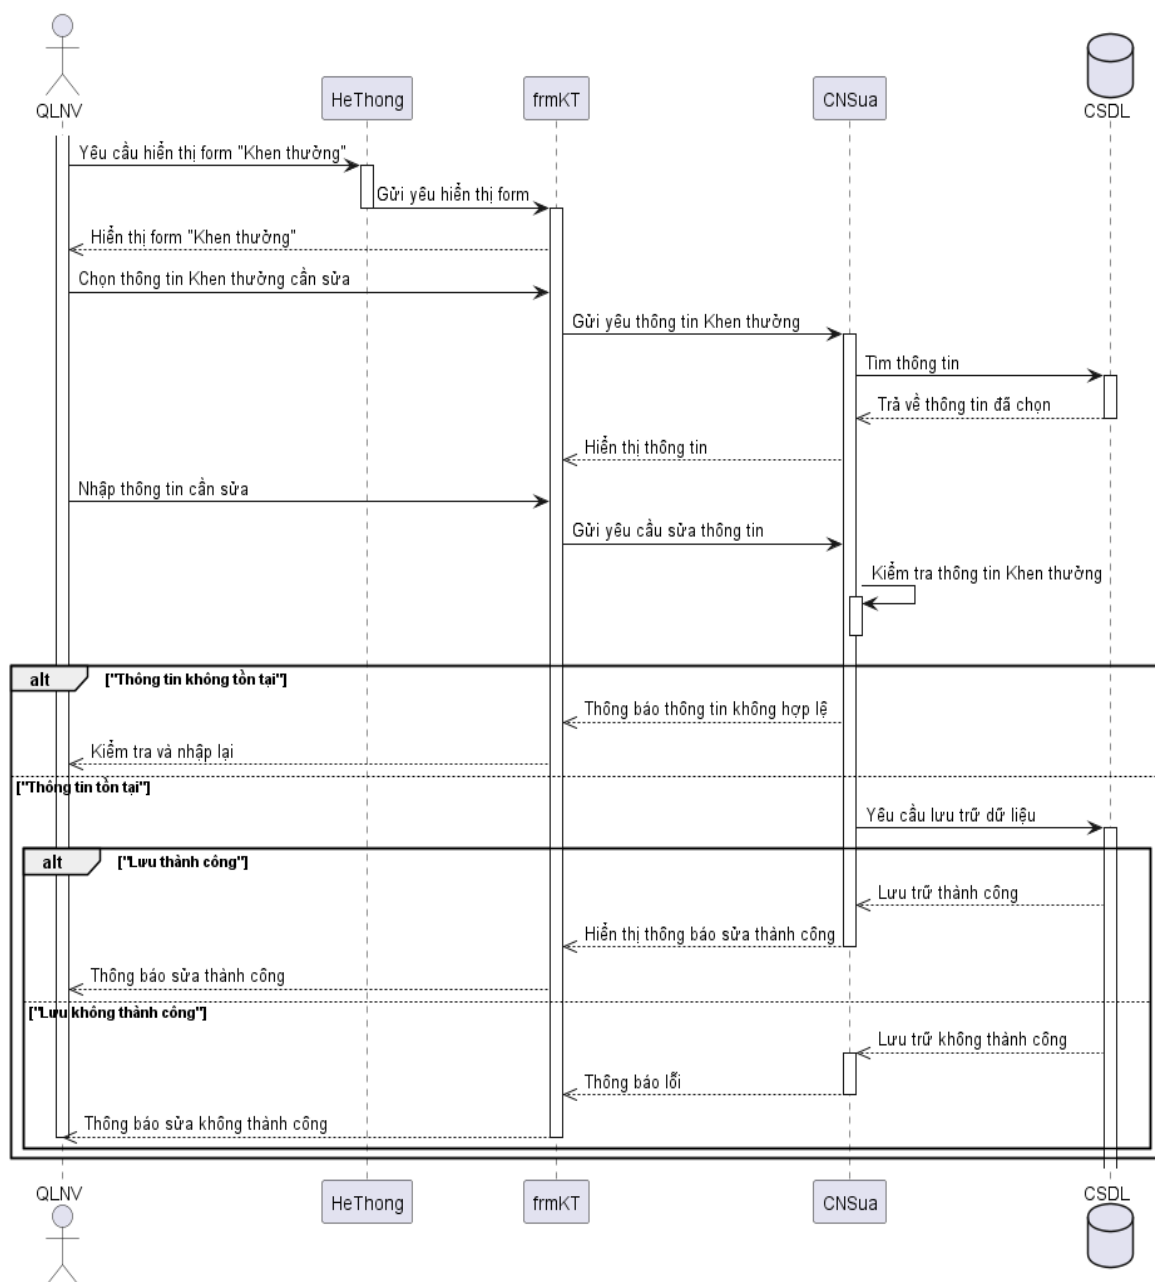 QLNV
HeThong
frmKT
CNSua
CSDL
Yêu cầu hiển thị form "Khen thưởng"
Gửi yêu hiển thị form
Hiển thị form "Khen thưởng"
Chọn thông tin Khen thưởng cần sửa
Gửi yêu thông tin Khen thưởng
Tìm thông tin
Trả về thông tin đã chọn
Hiển thị thông tin
Nhập thông tin cần sửa
Gửi yêu cầu sửa thông tin
Kiểm tra thông tin Khen thưởng
alt ["Thông tin không tồn tại"]
Thông báo thông tin không hợp lệ
Kiểm tra và nhập lại
["Thông tin tồn tại"]
Yêu cầu lưu trữ dữ liệu
alt ["Lưu thành công"]
Lưu trữ thành công
Hiển thị thông báo sửa thành công
Thông báo sửa thành công
["Lưu không thành công"]
Lưu trữ không thành công
Thông báo lỗi
Thông báo sửa không thành công
QLNV
HeThong
frmKT
CNSua
CSDL